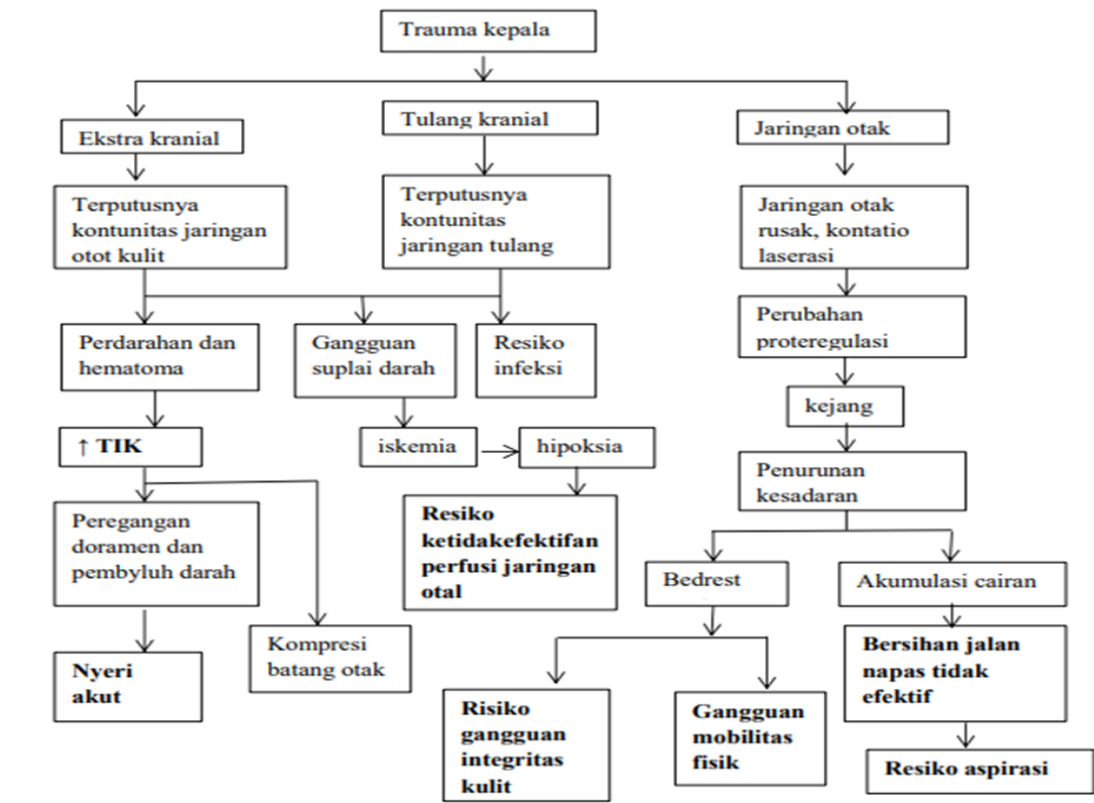 Trauma kepala
Ekstra kranial
Tulang kranial
Jaringan otak
Terputusnya
kontunitas jaringan
otot kulit
Terputusnya
kontunitas
jaringan tulang
Jaringan otak
rusak, kontatio
laserasi
Perdarahan dan
hematoma
Gangguan
suplai darah
Resiko
infeksi
Perubahan
proteregulasi
kejang
↑ TIK
iskemia
hipoksia
Penurunan
kesadaran
Peregangan
doramen dan
pembyluh darah
Resiko
ketidakefektifan
perfusi jaringan
otal
Bedrest
Akumulasi cairan
Nyeri
akut
Kompresi
batang otak
Bersihan jalan
napas tidak
efektif
Risiko
gangguan
integritas
kulit
Gangguan
mobilitas
fisik
Resiko aspirasi